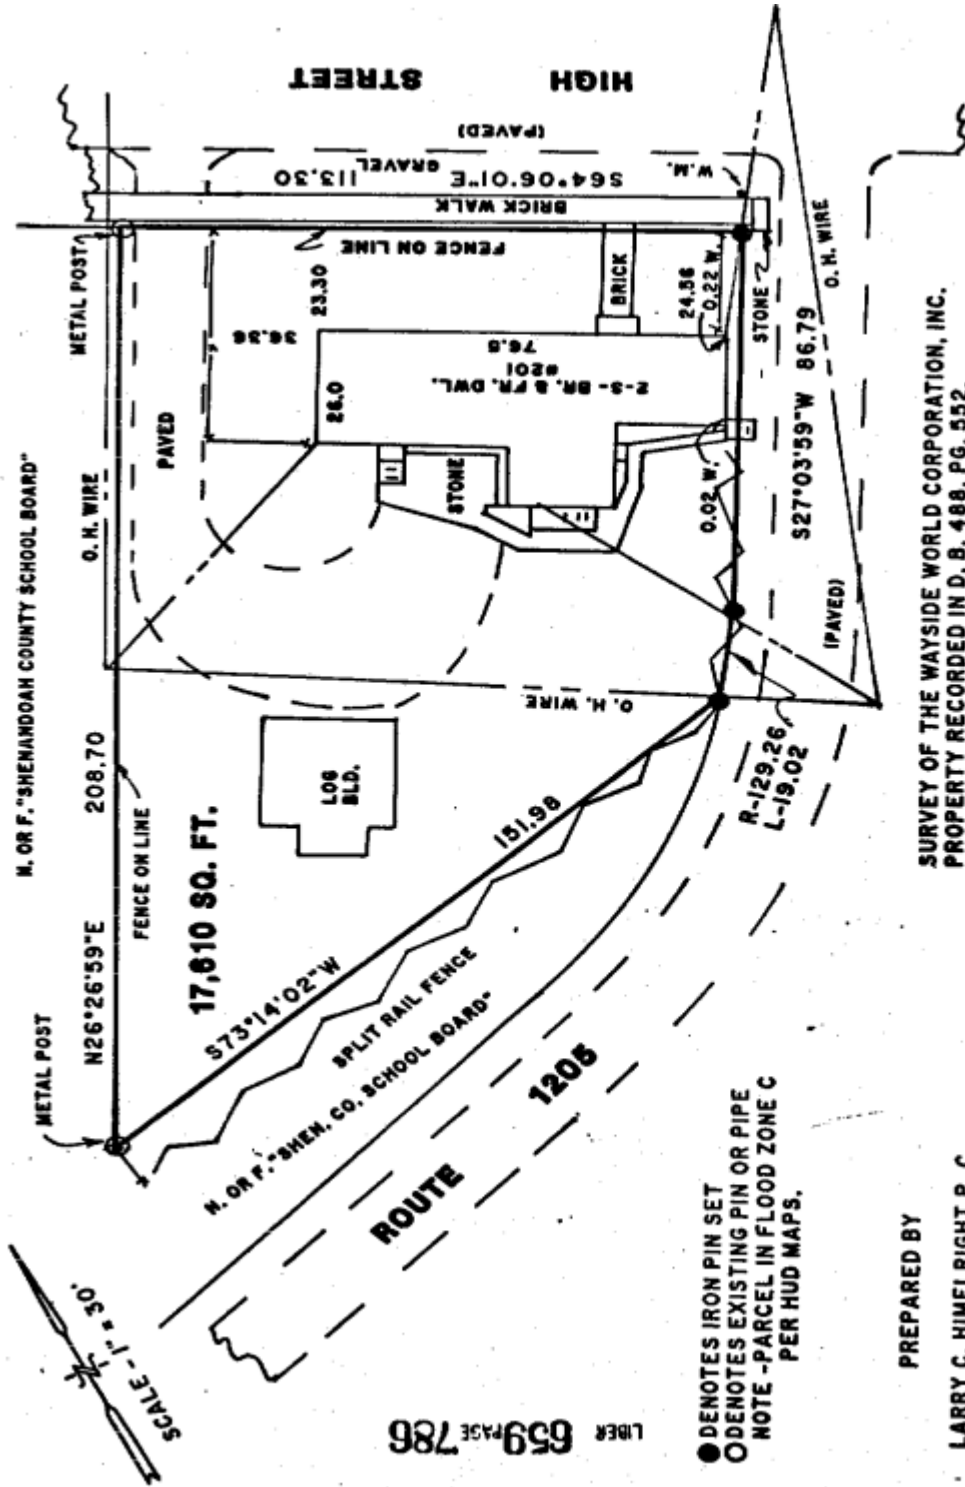 HIGH STREET
(PAVED)
GRAVEL
S64°06'01"E 113.30
W.M.
BRICK WALK
FENCE ON LINE
METAL POST
O. H. WIRE
N. OR F. "SHENANDOAH COUNTY SCHOOL BOARD"
PAVED
36.36
23.30
BRICK
24.56
0.22 W.
STONE
O. H. WIRE
26.0
76.5
#201
2-S- BR. & FR. DWL.
STONE
0.02 W.
S27°03'59"W 86.79
(PAVED)
O. H. WIRE
R-129.26
L-19.02
N26°26'59"E 208.70
FENCE ON LINE
17,610 SQ. FT.
LOG
BLD.
S73°14'02"W 151.98
SPLIT RAIL FENCE
N. OR F. "SHEN. CO. SCHOOL BOARD"
ROUTE 1205
METAL POST
N
SCALE - 1" = 30'
LIBER 659 PAGE 786
DENOTES IRON PIN SET
DENOTES EXISTING PIN OR PIPE
NOTE - PARCEL IN FLOOD ZONE C
PER HUD MAPS.
SURVEY OF THE WAYSIDE WORLD CORPORATION, INC.
PROPERTY RECORDED IN D. B. 488, PG. 552
PREPARED BY
LARRY C. HIMELRIGHT P. C.